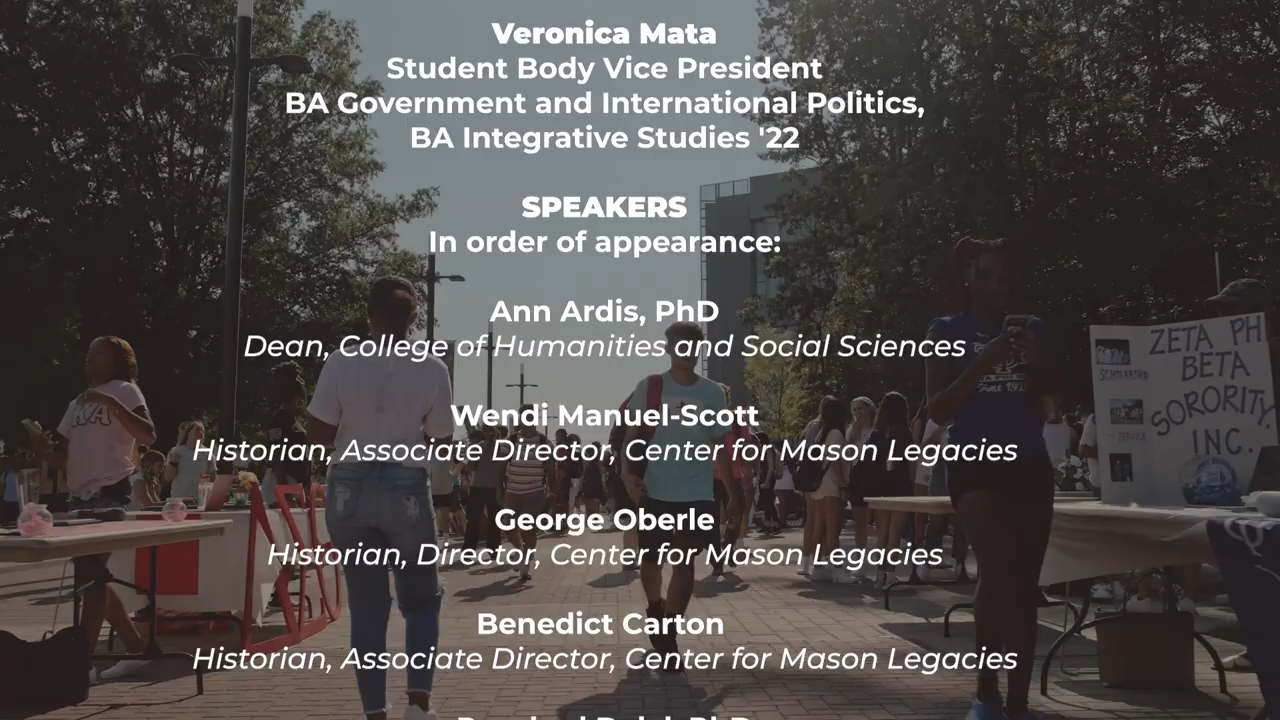 Veronica Mata
Student Body Vice President
BA Government and International Politics,
BA Integrative Studies '22
SPEAKERS
In order of appearance:
Ann Ardis, PhD
Dean, College of Humanities and Social Sciences
Wendi Manuel-Scott
Historian, Associate Director, Center for Mason Legacies
George Oberle
Historian, Director, Center for Mason Legacies
Benedict Carton
Historian, Associate Director, Center for Mason Legacies
ZETA PHI
BETA
SORORITY,
INC.